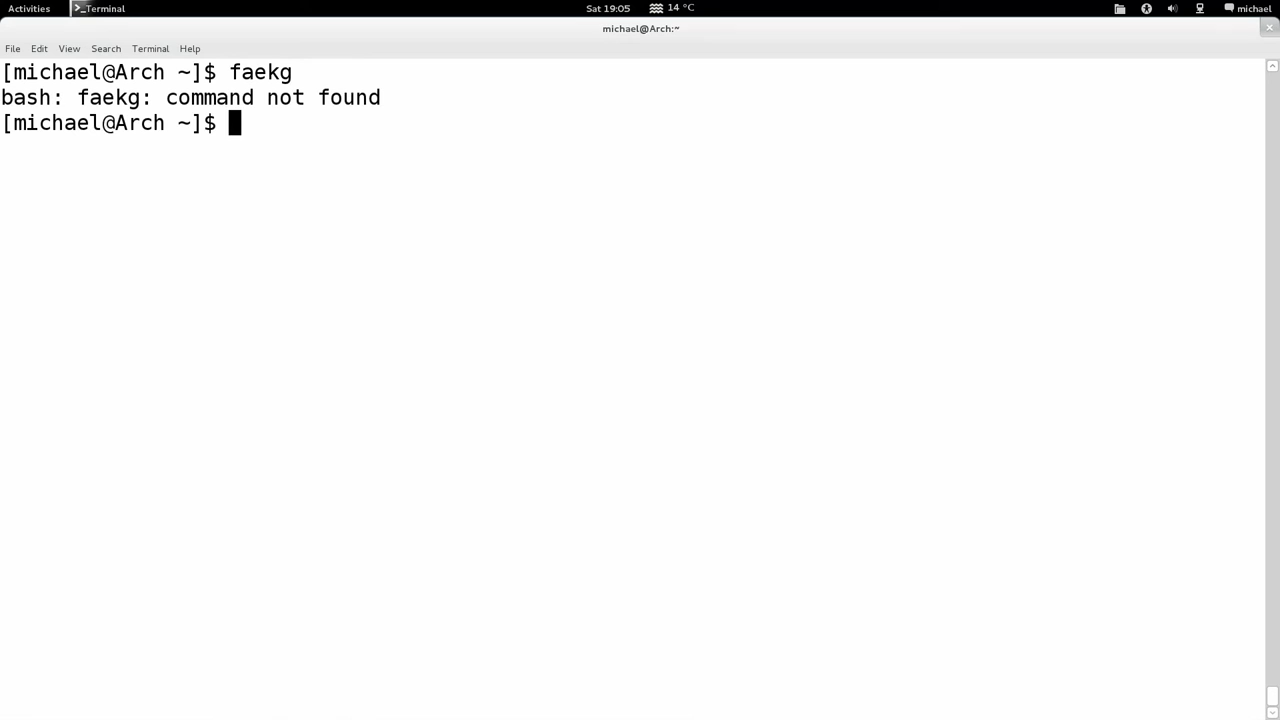 Activities >_Terminal Sat 19:05 14 °C michael
michael@Arch:~
File Edit View Search Terminal Help
[michael@Arch ~]$ faekg
bash: faekg: command not found
[michael@Arch ~]$